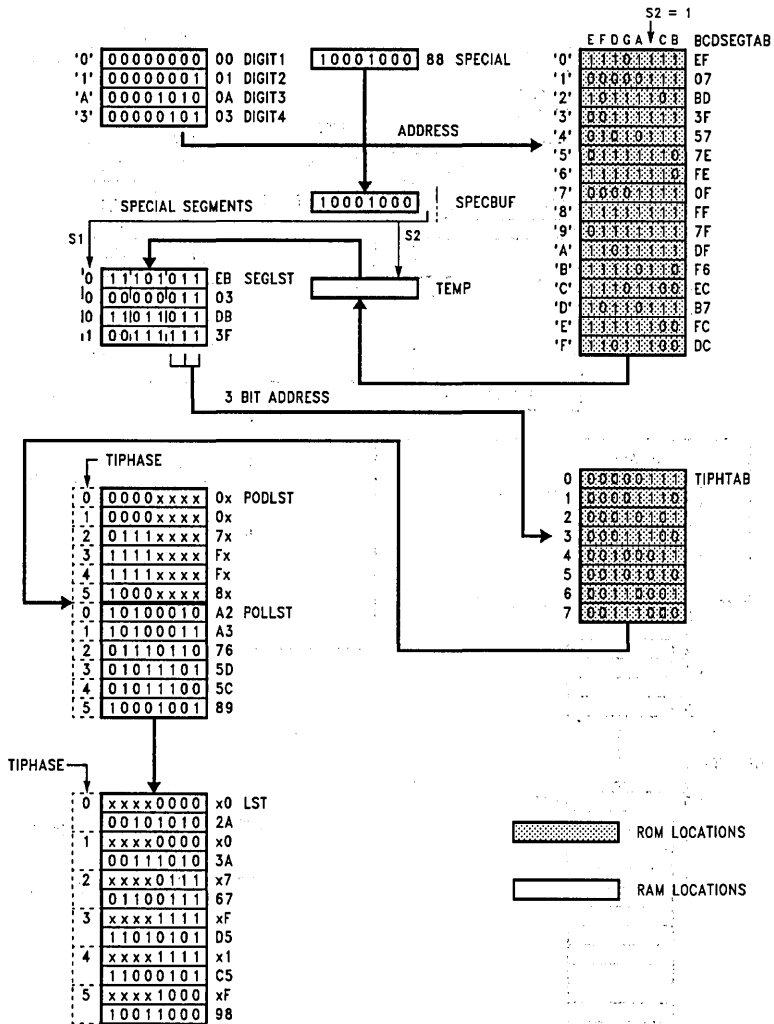 S2 = 1
E F D G A C B BCDSEGTAB
'0' 00000000 00 DIGIT1
'1' 00000001 01 DIGIT2
'A' 00001010 0A DIGIT3
'3' 00000101 03 DIGIT4
10001000 88 SPECIAL
'0' 11101111 EF
'1' 00000111 07
'2' 10111101 BD
'3' 00111111 3F
'4' 01010111 57
'5' 01111110 7E
'6' 11111110 FE
'7' 00001111 0F
'8' 11111111 FF
'9' 01111111 7F
'A' 11011111 DF
'B' 11110110 F6
'C' 11101100 EC
'D' 10110111 B7
'E' 11111100 FC
'F' 11011100 DC
ADDRESS
10001000 SPECBUF
SPECIAL SEGMENTS
S1
S2
TEMP
0 11101011 EB SEGLST
0 00000011 03
0 11011011 DB
1 00111111 3F
3 BIT ADDRESS
TIPHASE
0 0000xxxx 0x PODLST
1 0000xxxx 0x
2 0111xxxx 7x
3 1111xxxx Fx
4 1111xxxx Fx
5 1000xxxx 8x
0 10100010 A2 POLLST
1 10100011 A3
2 01110110 76
3 01011101 5D
4 01011100 5C
5 10001001 89
0 00000111 TIPHTAB
1 00001110
2 00010101
3 00011100
4 00100011
5 00101010
6 00110001
7 00111000
TIPHASE
0 xxxx0000 x0 LST
00101010 2A
1 xxxx0000 x0
00111010 3A
2 xxxx0111 x7
01100111 67
3 xxxx1111 xF
11010101 D5
4 xxxx1111 x1
11000101 C5
5 xxxx1000 xF
10011000 98
ROM LOCATIONS
RAM LOCATIONS